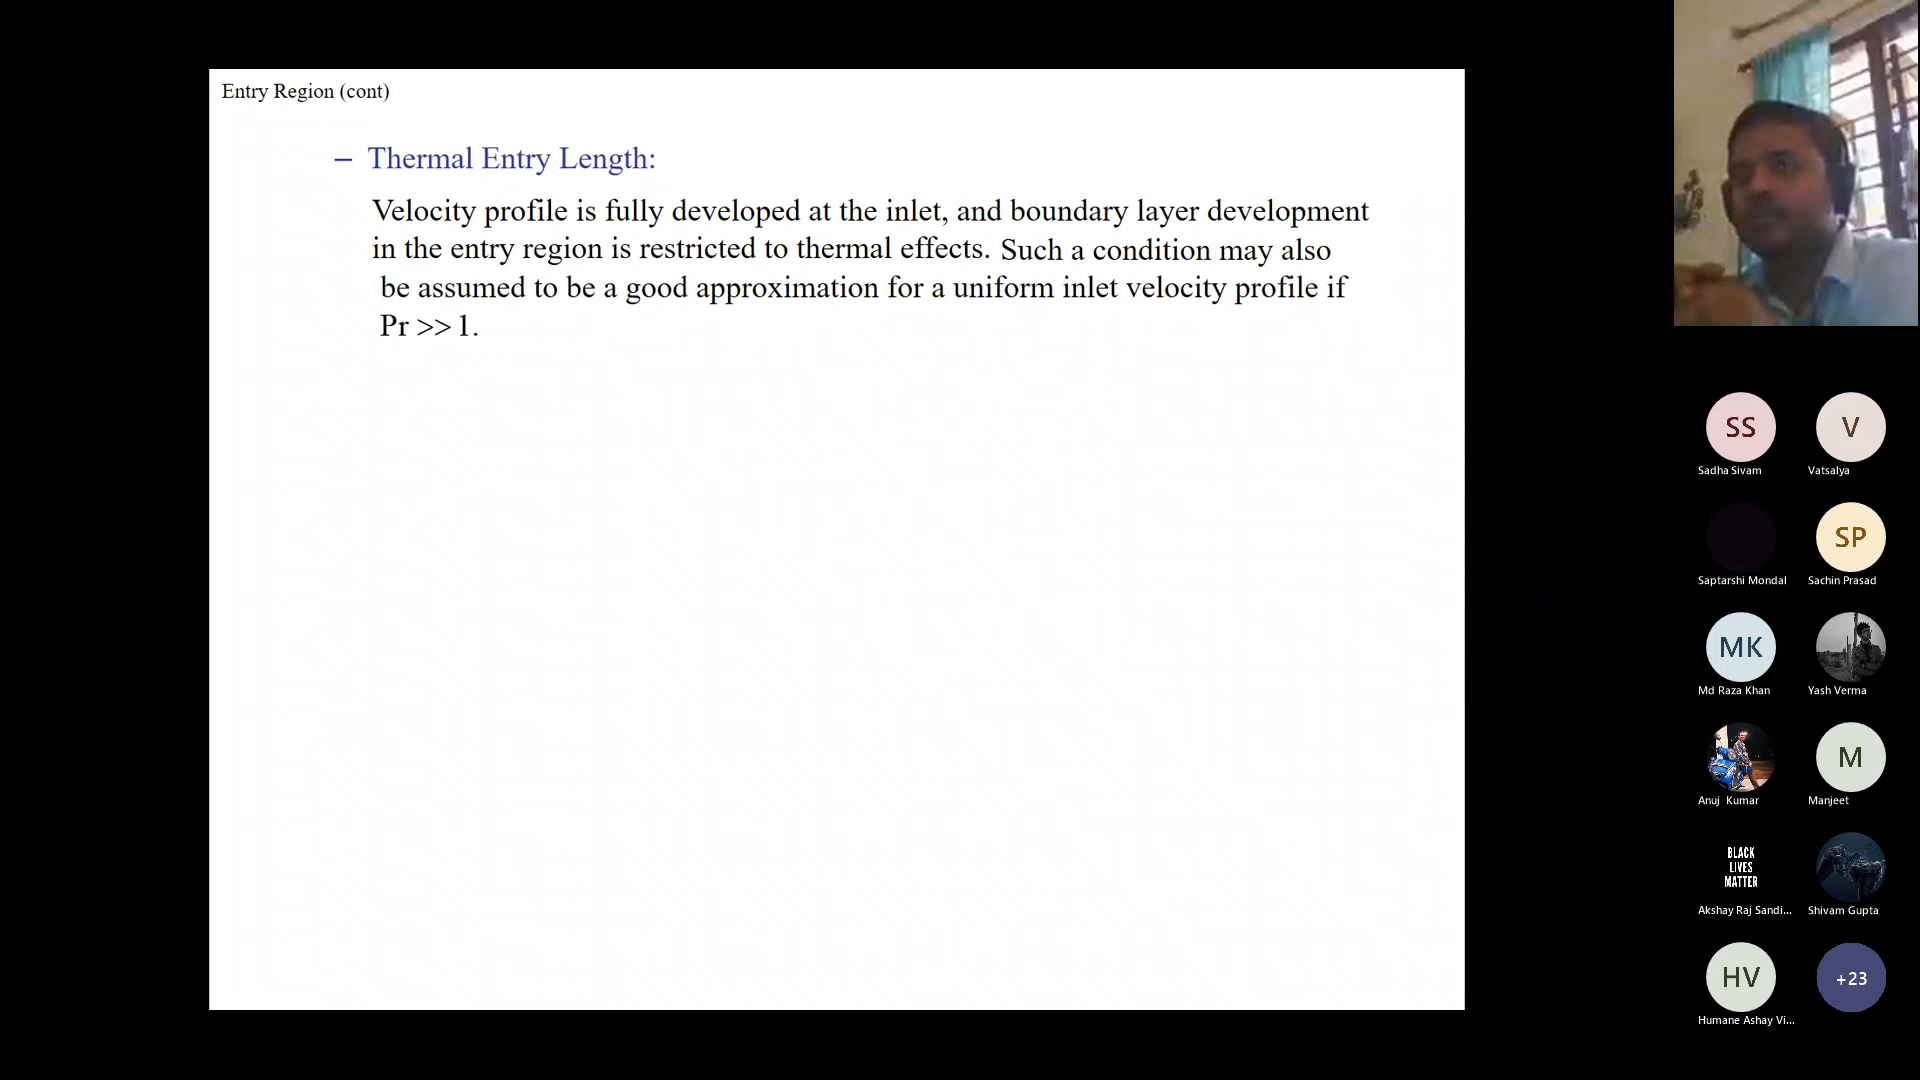 Entry Region (cont)
– Thermal Entry Length:
Velocity profile is fully developed at the inlet, and boundary layer development
in the entry region is restricted to thermal effects. Such a condition may also
be assumed to be a good approximation for a uniform inlet velocity profile if
Pr >> 1.
SS
V
Sadha Sivam
Vatsalya
SP
Saptarshi Mondal
Sachin Prasad
MK
Md Raza Khan
Yash Verma
M
Anuj Kumar
Manjeet
BLACK
LIVES
MATTER
Akshay Raj Sandi...
Shivam Gupta
HV
+23
Humane Ashay Vi...